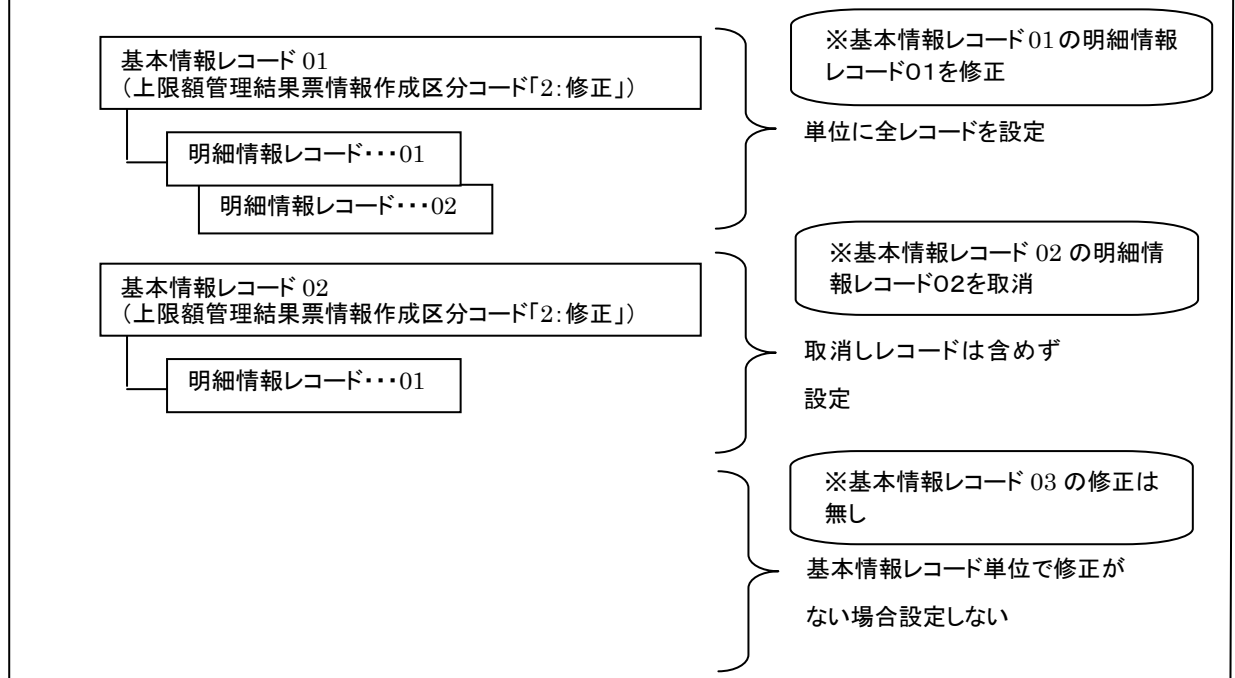 基本情報レコード 01
（上限額管理結果票情報作成区分コード「2：修正」）
明細情報レコード・・・01
明細情報レコード・・・02
※基本情報レコード 01の明細情報
レコード０１を修正
単位に全レコードを設定
基本情報レコード 02
（上限額管理結果票情報作成区分コード「2：修正」）
明細情報レコード・・・01
※基本情報レコード 02 の明細情
報レコード０２を取消
取消しレコードは含めず
設定
※基本情報レコード 03 の修正は
無し
基本情報レコード単位で修正が
ない場合設定しない